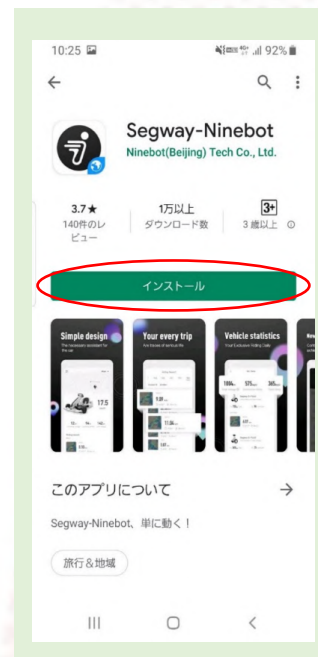 10:25
92%
Segway-Ninebot
Ninebot(Beijing) Tech Co., Ltd.
3.7★
140件のレ
ビュー
1万以上
ダウンロード数
3+
3 歳以上
インストール
Simple design
Your every trip
Vehicle statistics
17.5
このアプリについて
Segway-Ninebot、単に動く！
旅行＆地域